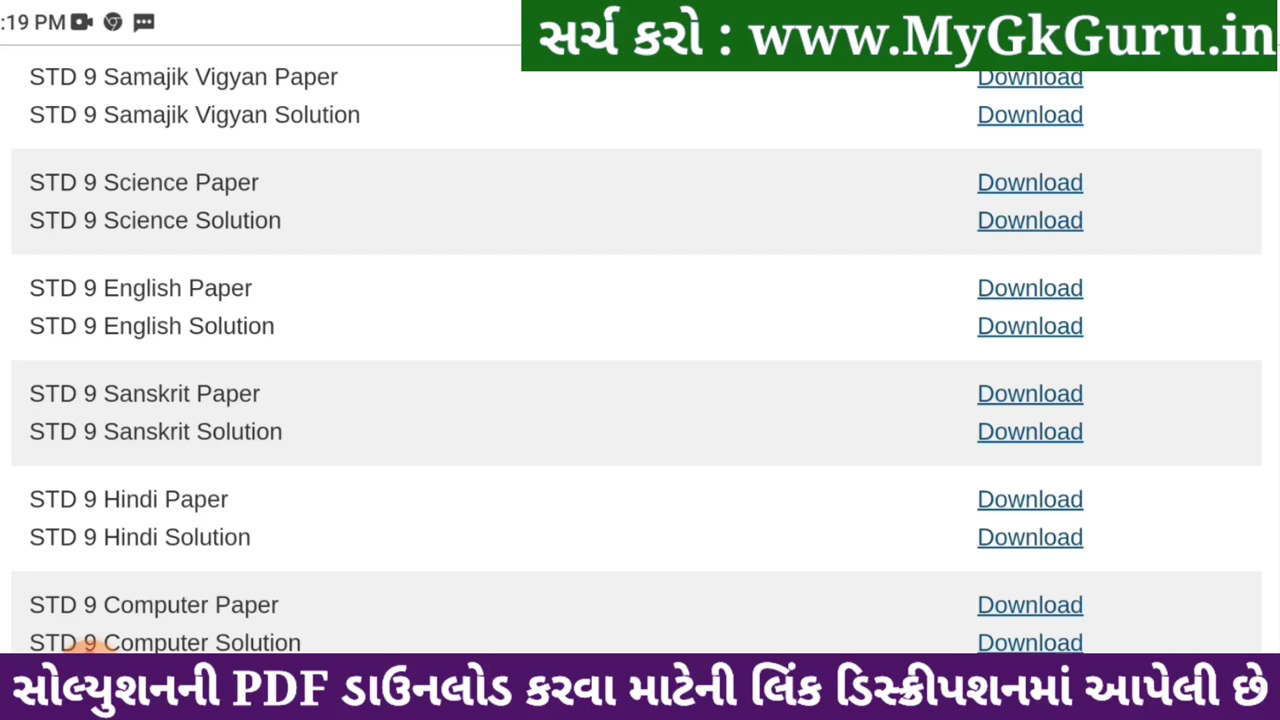 :19 PM
સર્ચ કરો : www.MyGkGuru.in
STD 9 Samajik Vigyan Paper Download
STD 9 Samajik Vigyan Solution Download
STD 9 Science Paper Download
STD 9 Science Solution Download
STD 9 English Paper Download
STD 9 English Solution Download
STD 9 Sanskrit Paper Download
STD 9 Sanskrit Solution Download
STD 9 Hindi Paper Download
STD 9 Hindi Solution Download
STD 9 Computer Paper Download
STD 9 Computer Solution Download
સોલ્યુશનની PDF ડાઉનલોડ કરવા માટેની લિંક ડિસ્ક્રીપશનમાં આપેલી છે